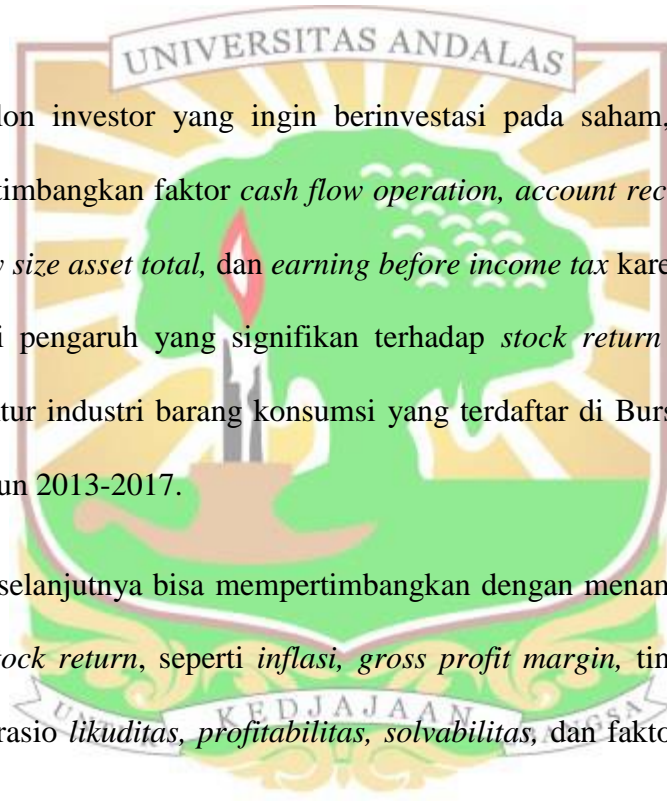 UNIVERSITAS ANDALAS
lon investor yang ingin berinvestasi pada saham,
timbangkan faktor cash flow operation, account rec
size asset total, dan earning before income tax kare
i pengaruh yang signifikan terhadap stock return
tur industri barang konsumsi yang terdaftar di Burs
un 2013-2017.
selanjutnya bisa mempertimbangkan dengan menam
tock return, seperti inflasi, gross profit margin, tin
rasio likuditas, profitabilitas, solvabilitas, dan fakto
UNTUK KEDJAJAAN BANGSA